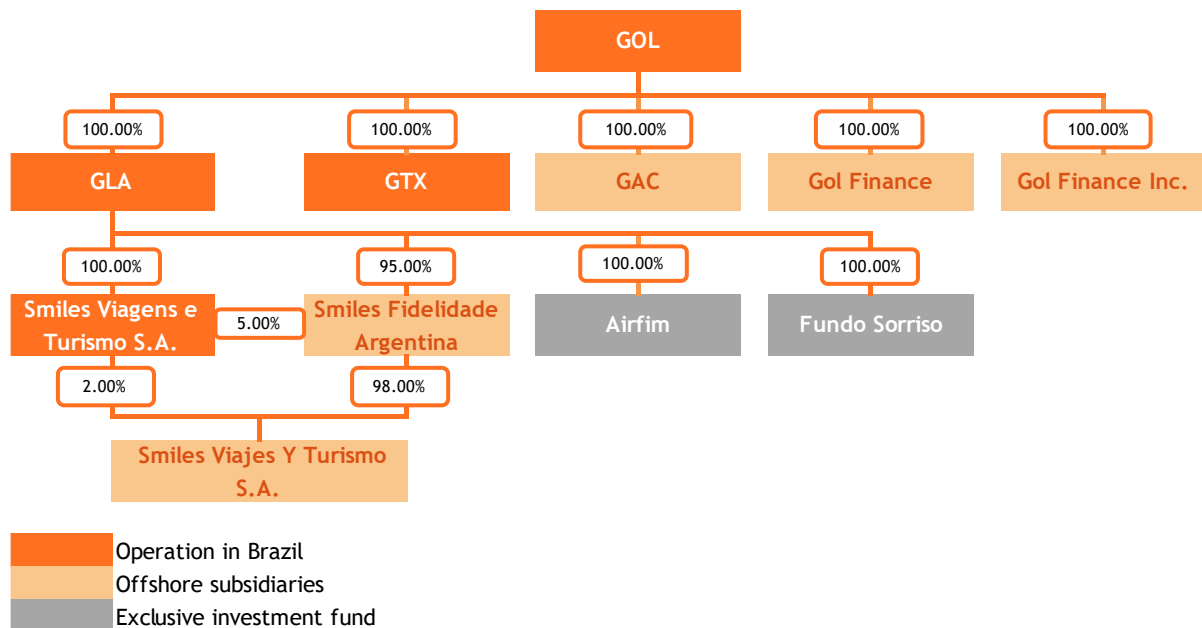 GOL
100.00%
100.00%
100.00%
100.00%
100.00%
GLA
GTX
GAC
Gol Finance
Gol Finance Inc.
100.00%
95.00%
100.00%
100.00%
Smiles Viagens e
Turismo S.A.
5.00%
Smiles Fidelidade
Argentina
Airfim
Fundo Sorriso
2.00%
98.00%
Smiles Viajes Y Turismo
S.A.
Operation in Brazil
Offshore subsidiaries
Exclusive investment fund